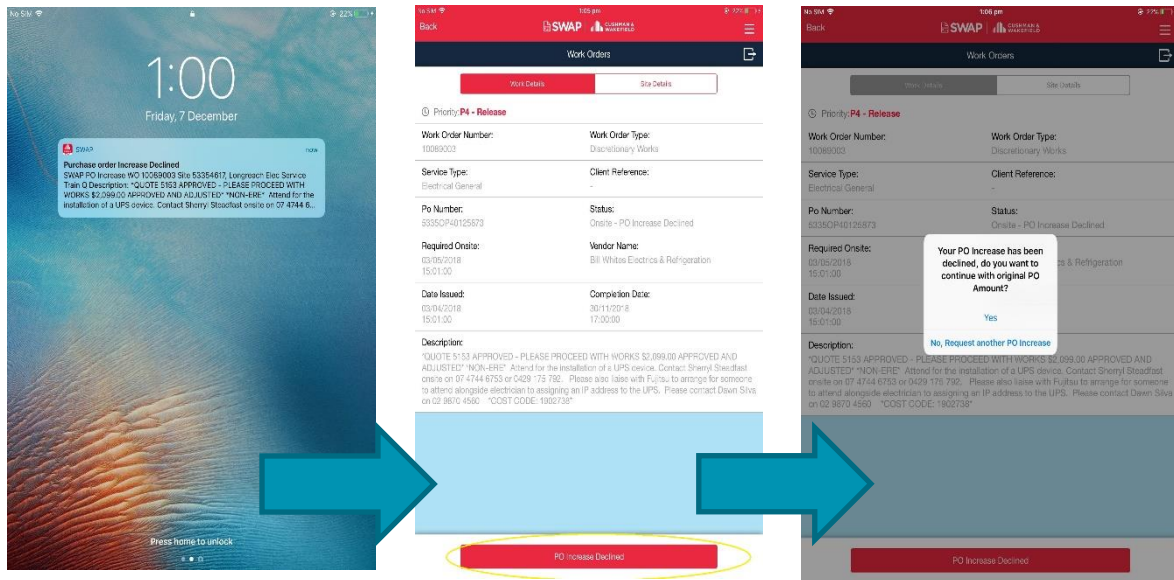 No SIM
22%
1:00
Friday, 7 December
SWAP
now
Purchase order Increase Declined
SWAP PO Increase WO 10069003 Site 53354617, Longreach Elec Service
Train Q Description: *QUOTE 5153 APPROVED - PLEASE PROCEED WITH
WORKS $2,099.00 APPROVED AND ADJUSTED* *NON-ERE* Attend for the
installation of a UPS device. Contact Sherryl Steadfast onsite on 07 4744 6...
Press home to unlock
No SIM
1:05 pm
22%
Back
SWAP
CUSHMAN &
WAKEFIELD
Work Orders
Work Details
Site Details
Priority:P4 - Release
Work Order Number:
Work Order Type:
10069003
Discretionary Works
Service Type:
Client Reference:
Electrical General
-
Po Number:
Status:
5335OP40125673
Onsite - PO Increase Declined
Required Onsite:
Vendor Name:
03/05/2018
Bill Whites Electrics & Refrigeration
15:01:00
Date Issued:
Completion Date:
03/04/2018
30/11/2018
15:01:00
17:00:00
Description:
*QUOTE 5153 APPROVED - PLEASE PROCEED WITH WORKS $2,099.00 APPROVED AND
ADJUSTED* *NON-ERE* Attend for the installation of a UPS device. Contact Sherryl Steadfast
onsite on 07 4744 6753 or 0429 175 792. Please also liaise with Fujitsu to arrange for someone
to attend alongside electrician to assigning an IP address to the UPS. Please contact Dawn Silva
on 02 9870 4560 *COST CODE: 1902738*
PO Increase Declined
No SIM
1:06 pm
22%
Back
SWAP
CUSHMAN &
WAKEFIELD
Work Orders
Work Details
Site Details
Priority:P4 - Release
Work Order Number:
Work Order Type:
10069003
Discretionary Works
Service Type:
Client Reference:
Electrical General
-
Po Number:
Status:
5335OP40125673
Onsite - PO Increase Declined
Required Onsite:
03/05/2018
cs & Refrigeration
15:01:00
Date Issued:
03/04/2018
15:01:00
Your PO Increase has been
declined, do you want to
continue with original PO
Amount?
Yes
No, Request another PO Increase
Description:
*QUOTE 5153 APPROVED - PLEASE PROCEED WITH WORKS $2,099.00 APPROVED AND
ADJUSTED* *NON-ERE* Attend for the installation of a UPS device. Contact Sherryl Steadfast
onsite on 07 4744 6753 or 0429 175 792. Please also liaise with Fujitsu to arrange for someone
to attend alongside electrician to assigning an IP address to the UPS. Please contact Dawn Silva
on 02 9870 4560 *COST CODE: 1902738*
PO Increase Declined